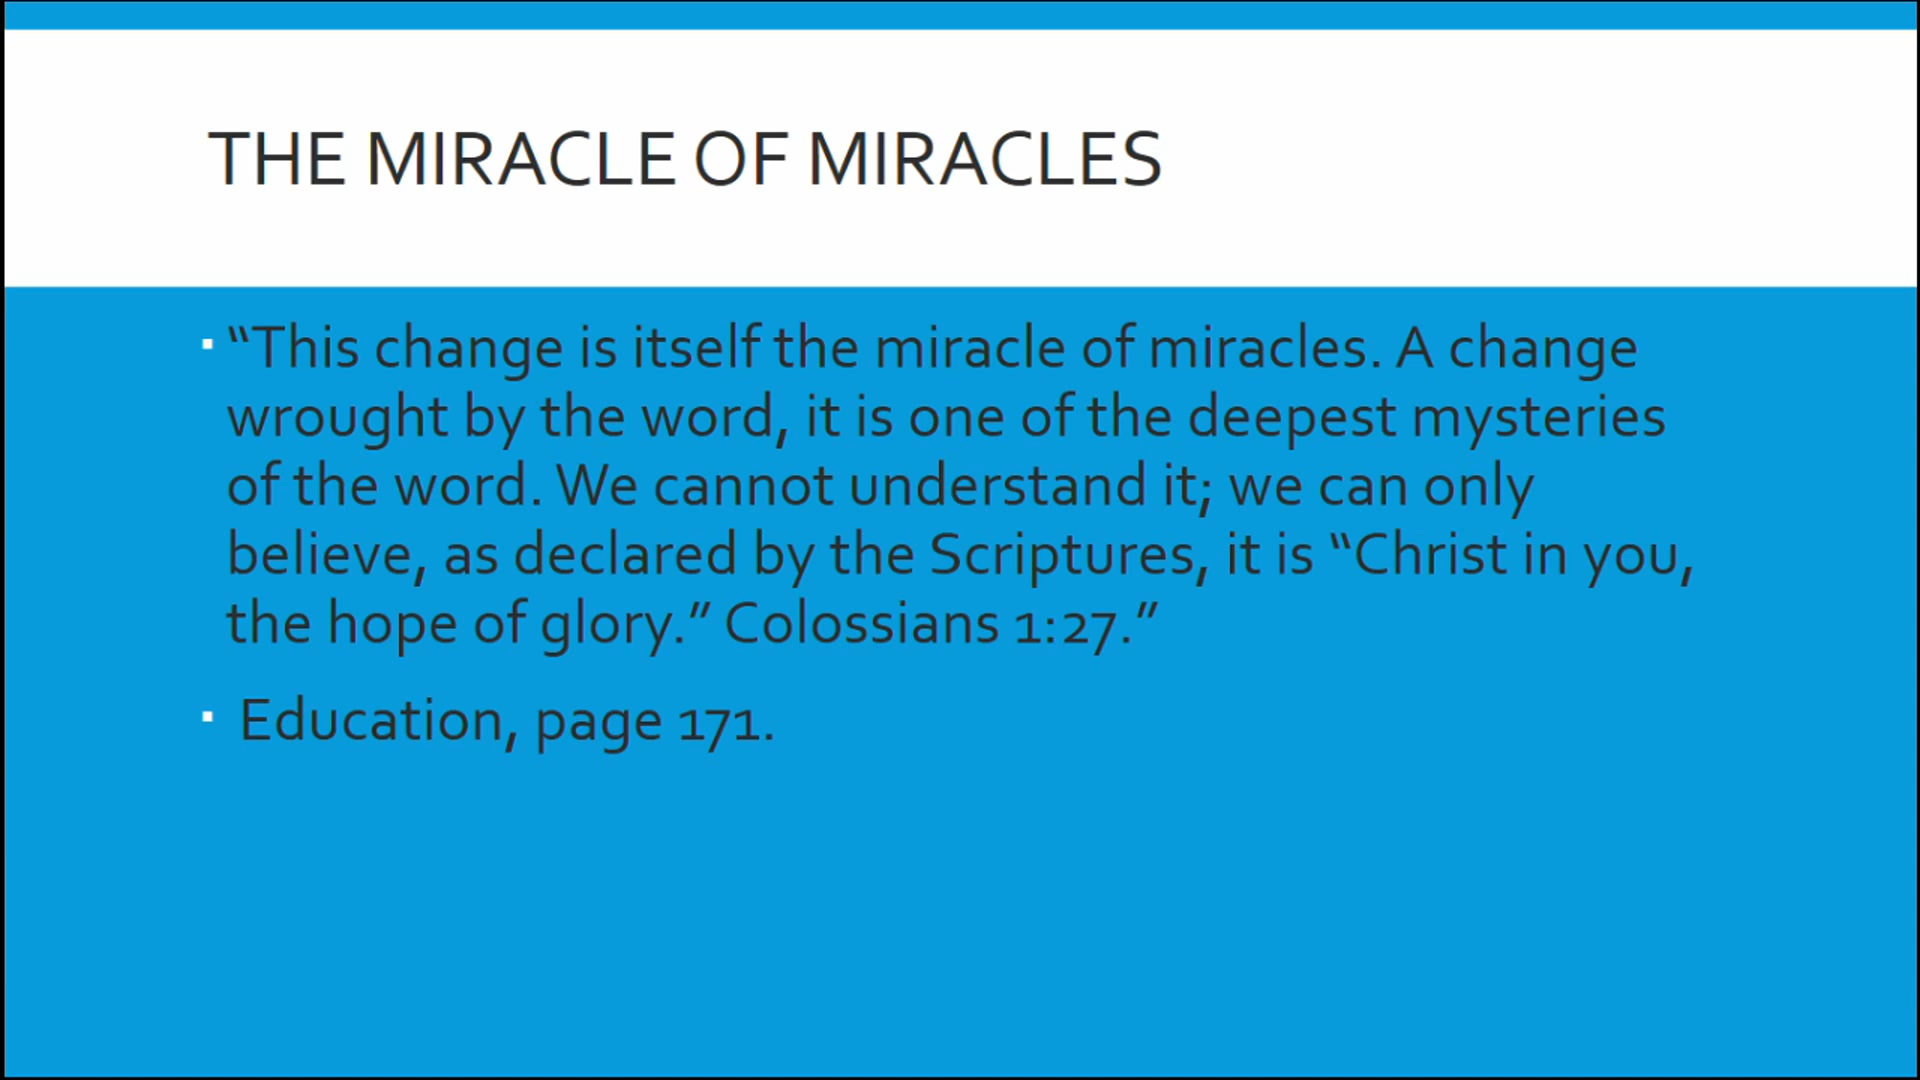 THE MIRACLE OF MIRACLES
▪ “This change is itself the miracle of miracles. A change
wrought by the word, it is one of the deepest mysteries
of the word. We cannot understand it; we can only
believe, as declared by the Scriptures, it is “Christ in you,
the hope of glory.” Colossians 1:27.”
▪ Education, page 171.